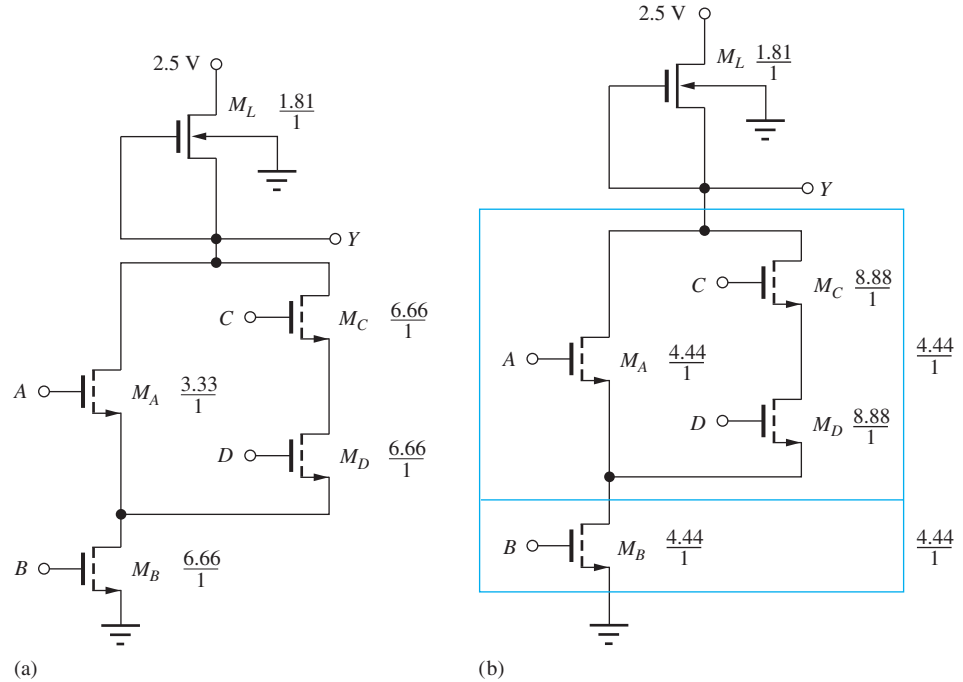 2.5 V
M_L 1.81/1
Y
C M_C 6.66/1
A M_A 3.33/1
D M_D 6.66/1
B M_B 6.66/1
(a)
2.5 V
M_L 1.81/1
Y
C M_C 8.88/1
A M_A 4.44/1 4.44/1
D M_D 8.88/1
B M_B 4.44/1 4.44/1
(b)